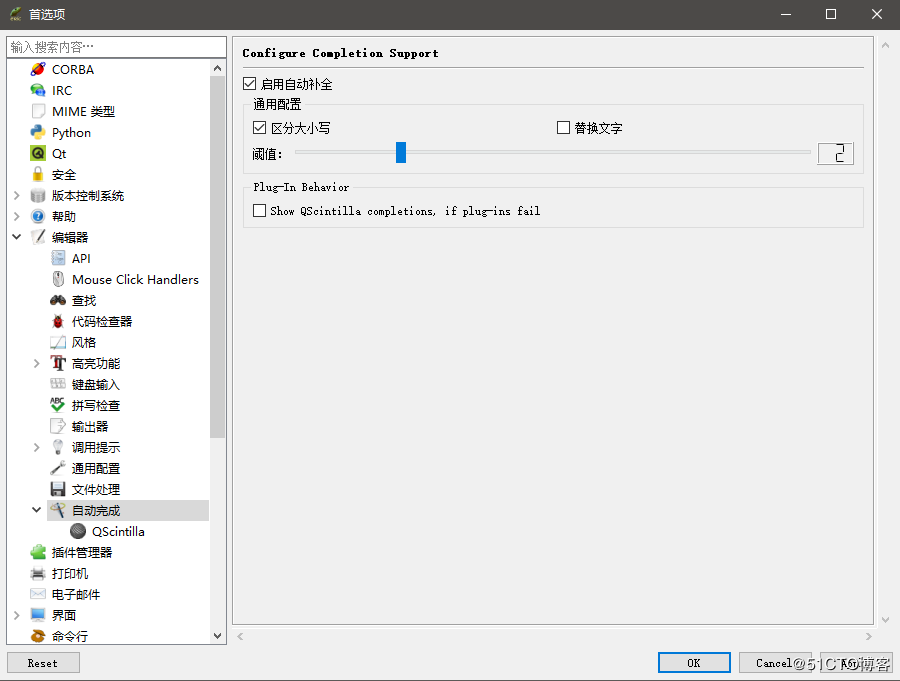 首选项
输入搜索内容…
CORBA
IRC
MIME 类型
Python
Qt
安全
版本控制系统
帮助
编辑器
API
Mouse Click Handlers
查找
代码检查器
风格
高亮功能
键盘输入
拼写检查
输出器
调用提示
通用配置
文件处理
自动完成
QScintilla
插件管理器
打印机
电子邮件
界面
命令行
Configure Completion Support
启用自动补全
通用配置
区分大小写
替换文字
阈值：
2
Plug-In Behavior
Show QScintilla completions, if plug-ins fail
Reset
OK
Cancel
@51CTO博客